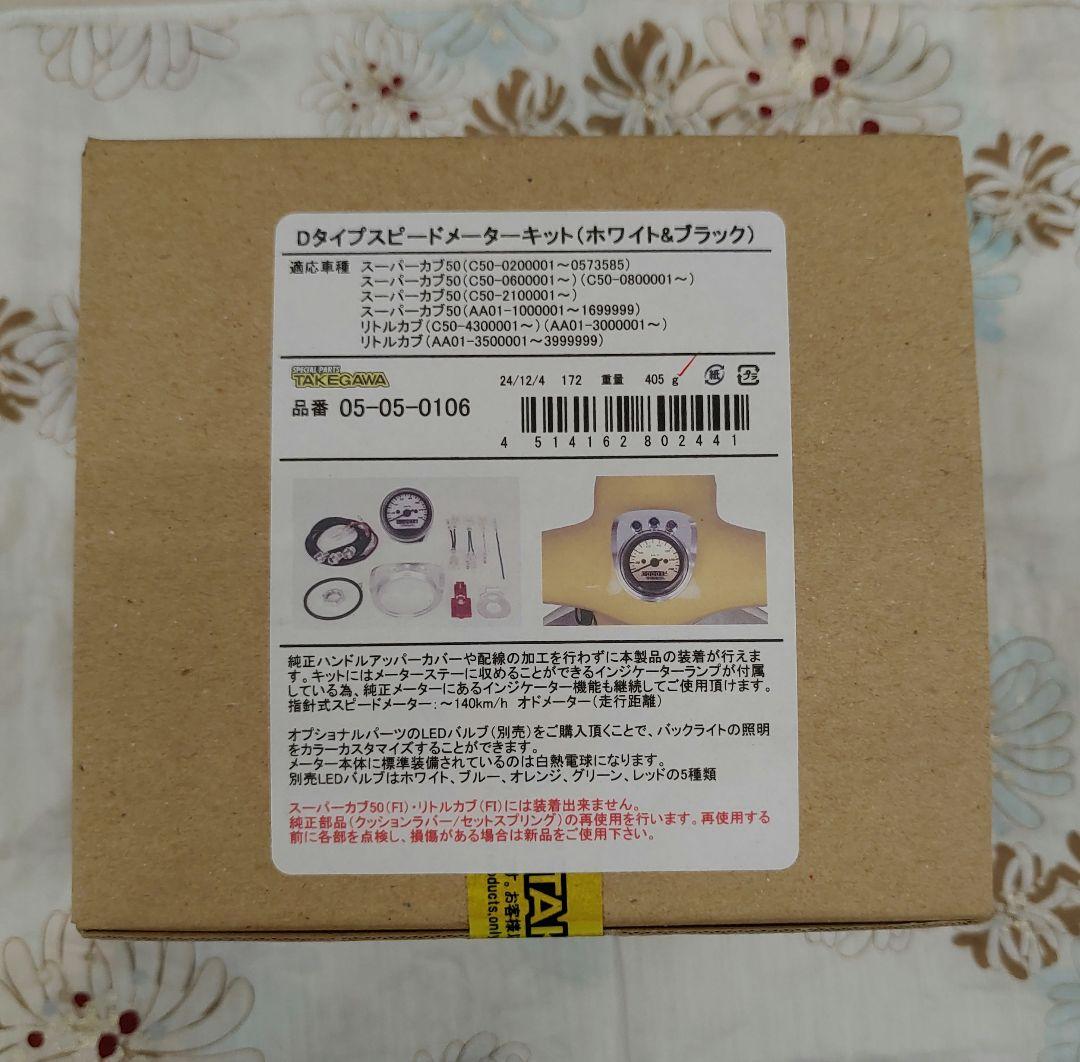 Dタイプスピードメーターキット(ホワイト&ブラック)
適応車種 スーパーカブ50(C50-0200001~0573585)
スーパーカブ50(C50-0600001~)(C50-0800001~)
スーパーカブ50(C50-2100001~)
スーパーカブ50(AA01-1000001~1699999)
リトルカブ(C50-4300001~)(AA01-3000001~)
リトルカブ(AA01-3500001~3999999)
SPECIAL PARTS
TAKEGAWA
24/12/4 172 重量 405 g 紙 プラ
品番 05-05-0106
4 514162 802441
純正ハンドルアッパーカバーや配線の加工を行わずに本製品の装着が行えま
す。キットにはメーターステーに収めることができるインジケーターランプが付属
している為、純正メーターにあるインジケーター機能も継続してご使用頂けます。
指針式スピードメーター:~140km/h オドメーター(走行距離)
オプショナルパーツのLEDバルブ(別売)をご購入頂くことで、バックライトの照明
をカラーカスタマイズすることができます。
メーター本体に標準装備されているのは白熱電球になります。
別売LEDバルブはホワイト、ブルー、オレンジ、グリーン、レッドの5種類
スーパーカブ50(FI)・リトルカブ(FI)には装着出来ません。
純正部品(クッションラバー/セットスプリング)の再使用を行います。再使用する
前に各部を点検し、損傷がある場合は新品をご使用下さい。
す。お客様
oducts,only
TAK